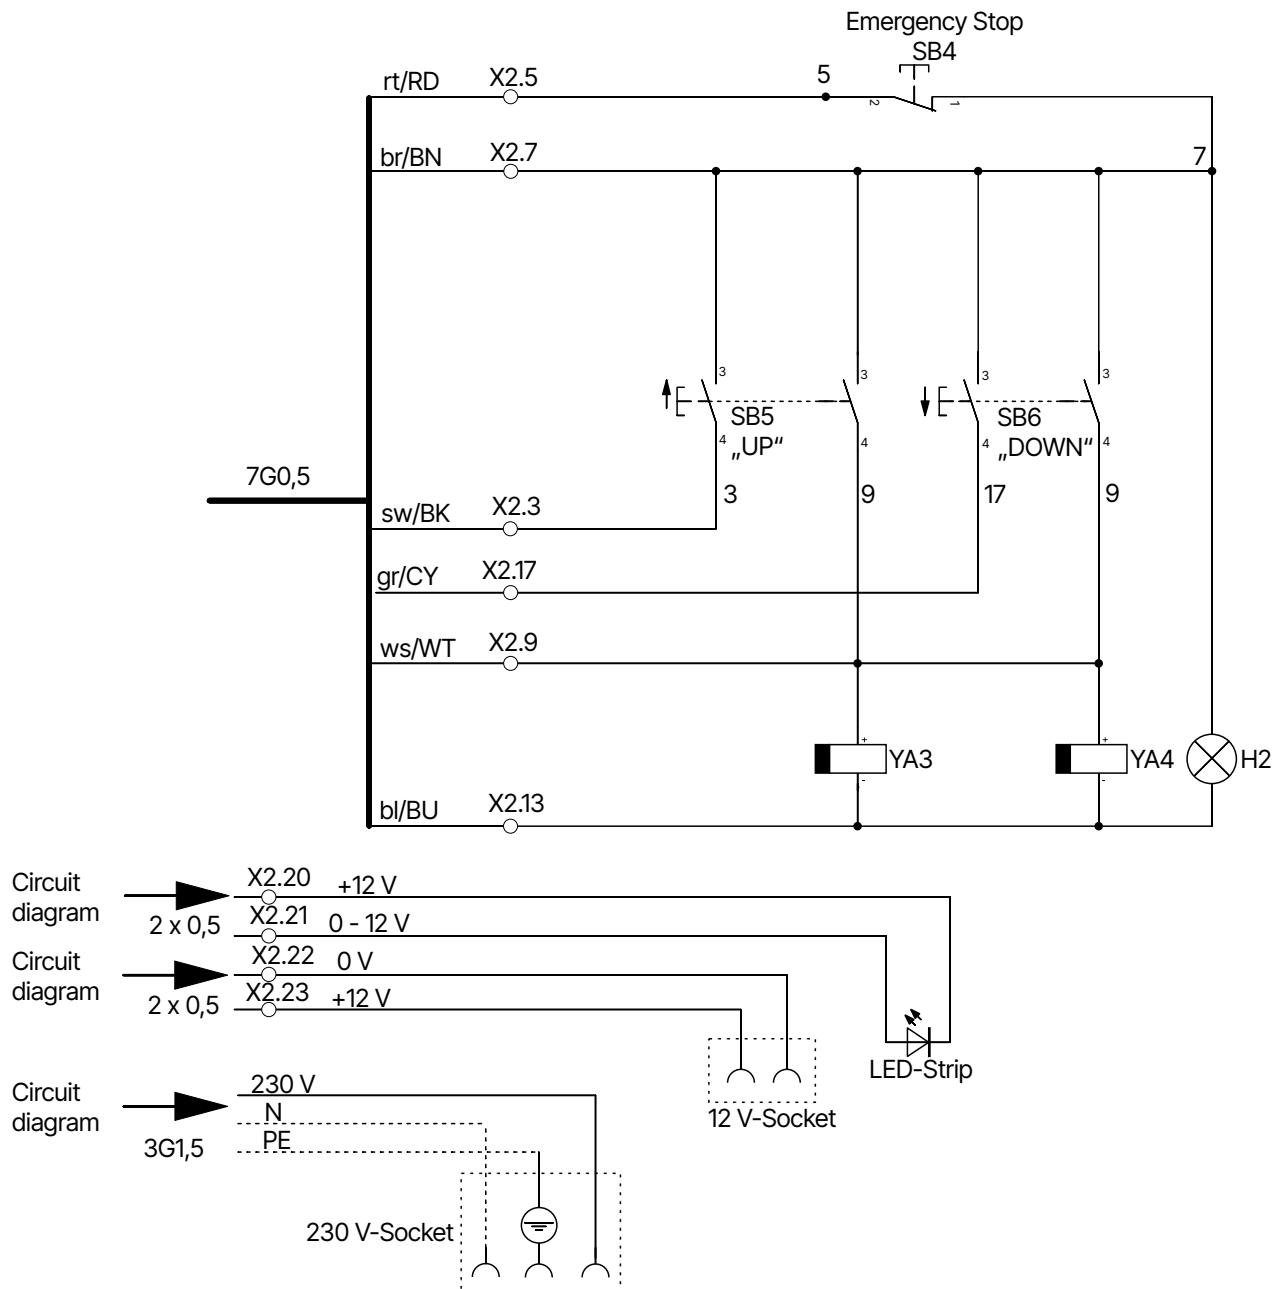 Emergency Stop
SB4
rt/RD
X2.5
5
2
1
br/BN
X2.7
7
3
3
3
3
SB5
„UP“
SB6
„DOWN“
4
4
4
4
7G0,5
3
9
17
9
sw/BK
X2.3
gr/CY
X2.17
ws/WT
X2.9
+
+
YA3
YA4
H2
-
-
bl/BU
X2.13
Circuit
diagram
2 x 0,5
X2.20
+12 V
X2.21
0 - 12 V
Circuit
diagram
2 x 0,5
X2.22
0 V
X2.23
+12 V
LED-Strip
12 V-Socket
Circuit
diagram
3G1,5
230 V
N
PE
230 V-Socket